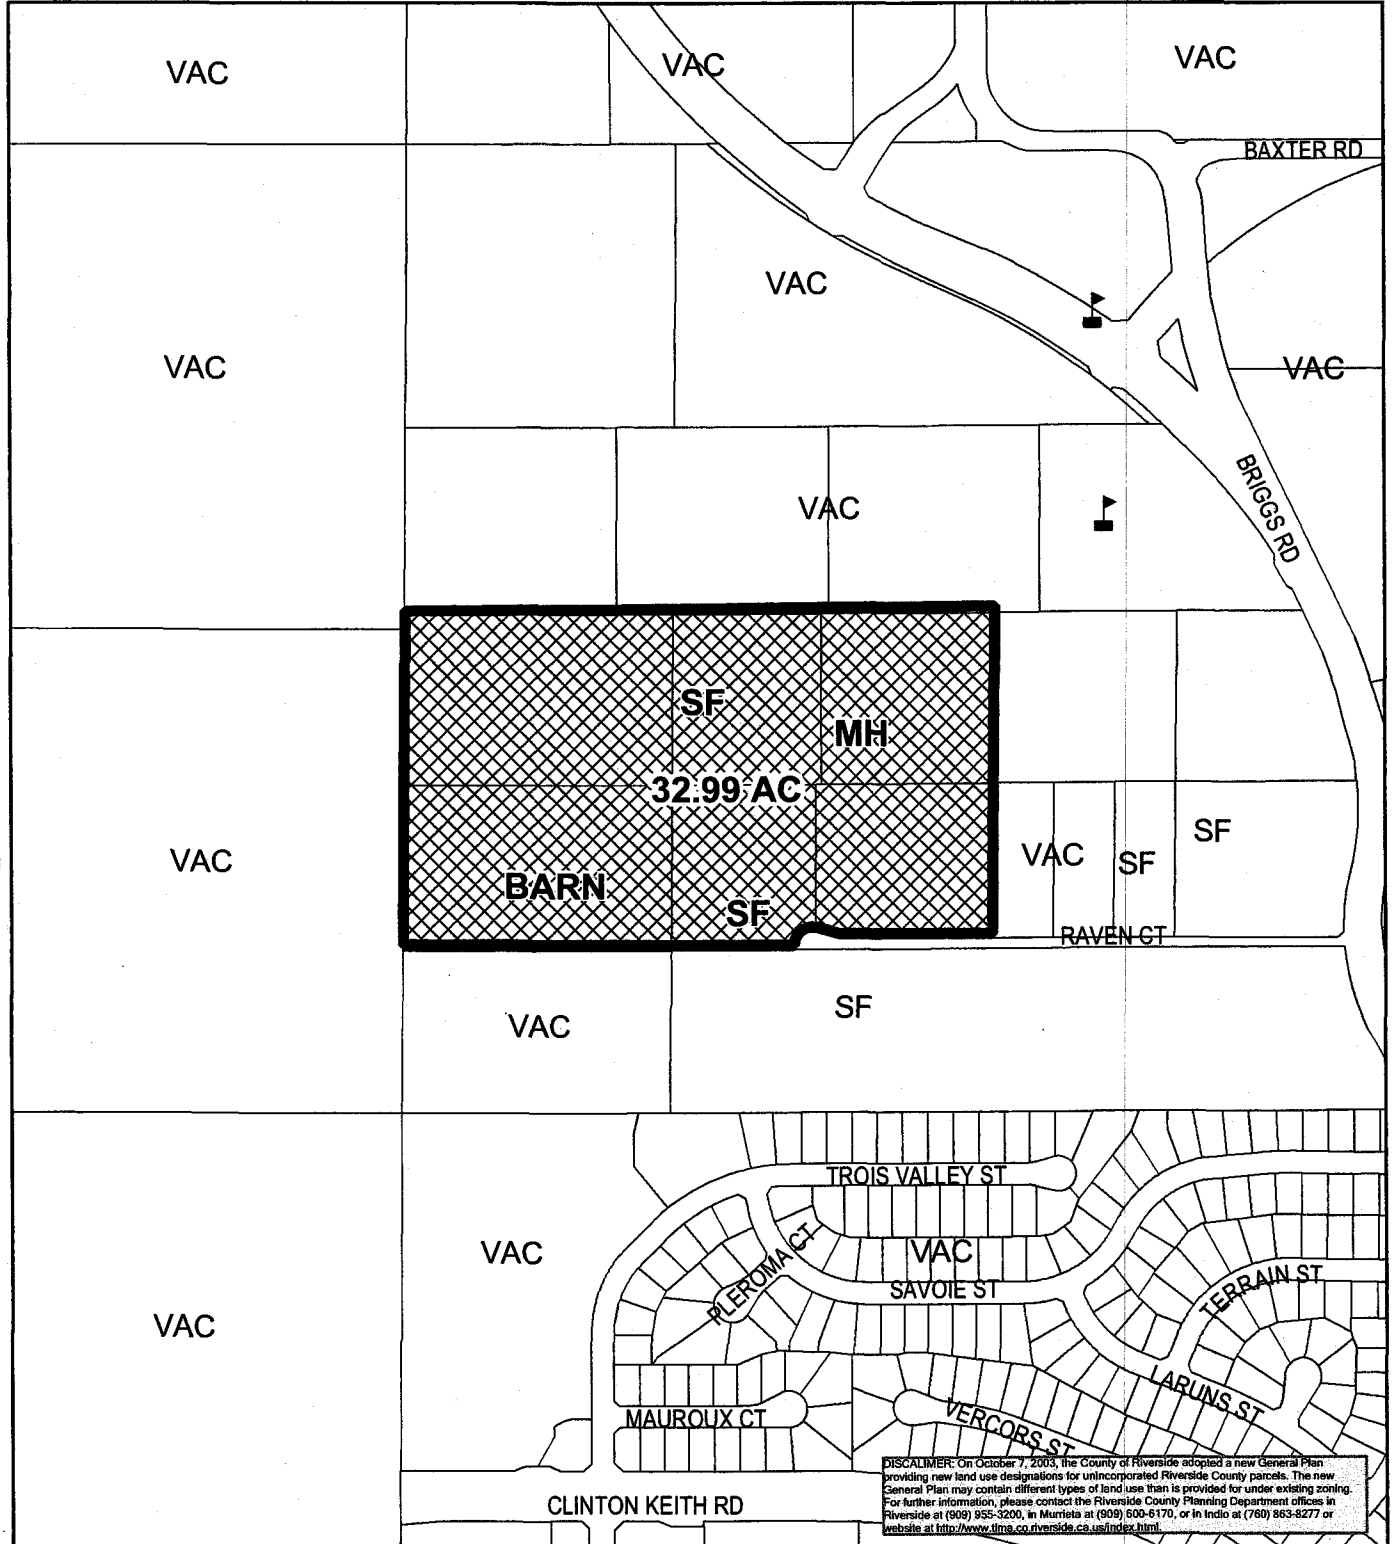 VAC
VAC
VAC
BAXTER RD
VAC
VAC
VAC
BRIGGS RD
VAC
SF
MH
32.99 AC
VAC
BARN
SF
VAC
SF
SF
RAVEN CT
VAC
SF
TROIS VALLEY ST
VAC
PLEROMA CT
VAC
SAVOIE ST
TERRAIN ST
VAC
LARUNS ST
MAUROUX CT
VERCORS ST
CLINTON KEITH RD
DISCALIMER: On October 7, 2003, the County of Riverside adopted a new General Plan
providing new land use designations for unincorporated Riverside County parcels. The new
General Plan may contain different types of land use than is provided for under existing zoning.
For further information, please contact the Riverside County Planning Department offices in
Riverside at (909) 955-3200, in Murrieta at (909) 600-6170, or in Indio at (760) 863-8277 or
website at http://www.tlma.co.riverside.ca.us/index.html.